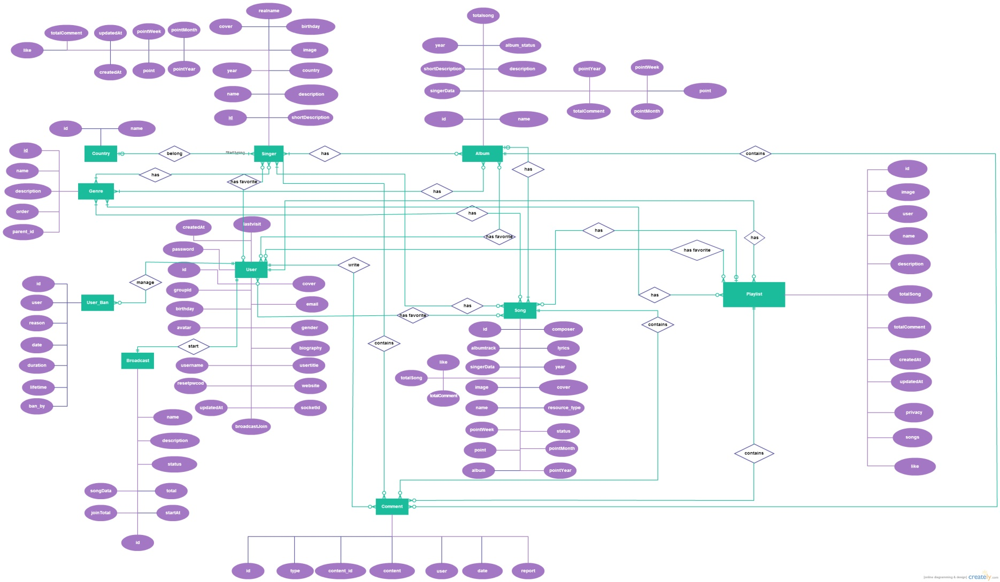 realname
totalsong
cover
birthday
totalComment
updatedAt
pointWeek
pointMonth
like
image
year
album_status
createdAt
point
pointYear
year
country
shortDescription
description
pointYear
pointWeek
name
description
singerData
point
id
shortDescription
totalComment
pointMonth
id
name
id
name
id
Country
belong
Start typing
Singer
has
Album
contains
name
has
has favorite
has
id
description
Genre
has
image
order
has
user
parent_id
createdAt
lastvisit
has
has favorite
has
name
password
has favorite
id
User
write
description
id
manage
cover
user
User_Ban
groupId
email
has
Playlist
totalSong
reason
birthday
has
Song
has favorite
date
avatar
gender
id
composer
contains
totalComment
duration
start
biography
contains
albumtrack
lyrics
lifetime
Broadcast
username
usertitle
like
singerData
year
createdAt
ban_by
resetpwcod
website
totalSong
image
cover
updatedAt
updatedAt
socketId
totalComment
name
resource_type
privacy
name
broadcastJoin
pointWeek
status
songs
description
point
pointMonth
contains
status
album
pointYear
like
songData
total
joinTotal
startAt
Comment
id
id
type
content_id
content
user
date
report
[online diagramming & design] creately.com